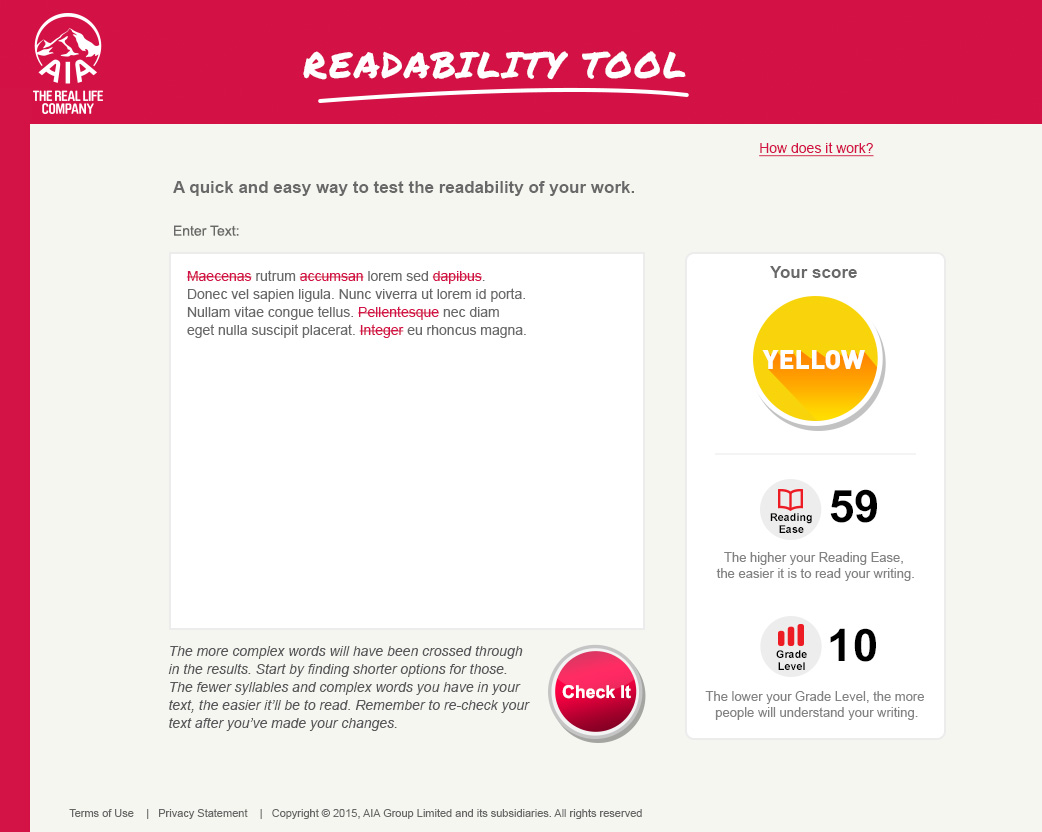 AIA
THE REAL LIFE
COMPANY
READABILITY TOOL
How does it work?
A quick and easy way to test the readability of your work.
Enter Text:
Maecenas rutrum accumsan lorem sed dapibus.
Donec vel sapien ligula. Nunc viverra ut lorem id porta.
Nullam vitae congue tellus. Pellentesque nec diam
eget nulla suscipit placerat. Integer eu rhoncus magna.
The more complex words will have been crossed through
in the results. Start by finding shorter options for those.
The fewer syllables and complex words you have in your
text, the easier it'll be to read. Remember to re-check your
text after you've made your changes.
Check It
Your score
YELLOW
Reading
Ease
59
The higher your Reading Ease,
the easier it is to read your writing.
Grade
Level
10
The lower your Grade Level, the more
people will understand your writing.
Terms of Use | Privacy Statement | Copyright © 2015, AIA Group Limited and its subsidiaries. All rights reserved